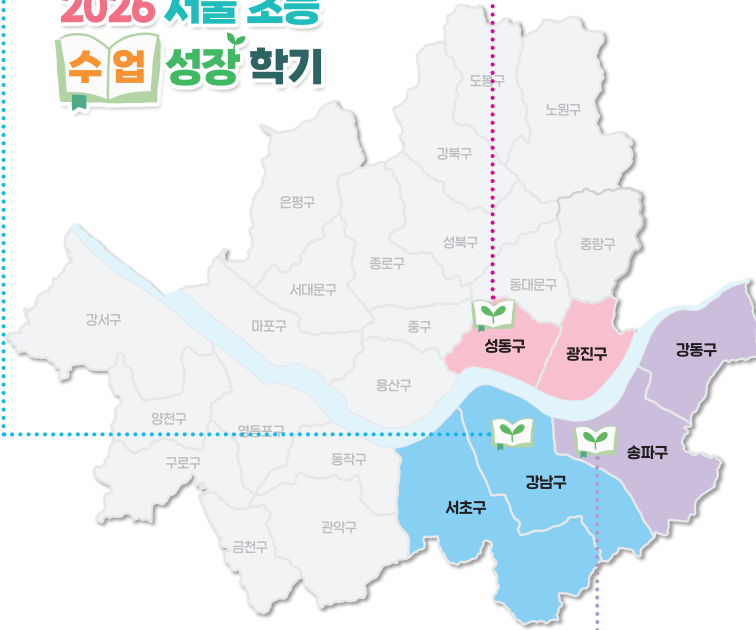 2026 서울 초등
수업 성장 학기
도봉구
노원구
강북구
은평구
성북구
중랑구
종로구
동대문구
서대문구
강서구
마포구
중구
성동구
광진구
강동구
용산구
양천구
영등포구
동작구
송파구
구로구
강남구
서초구
관악구
금천구